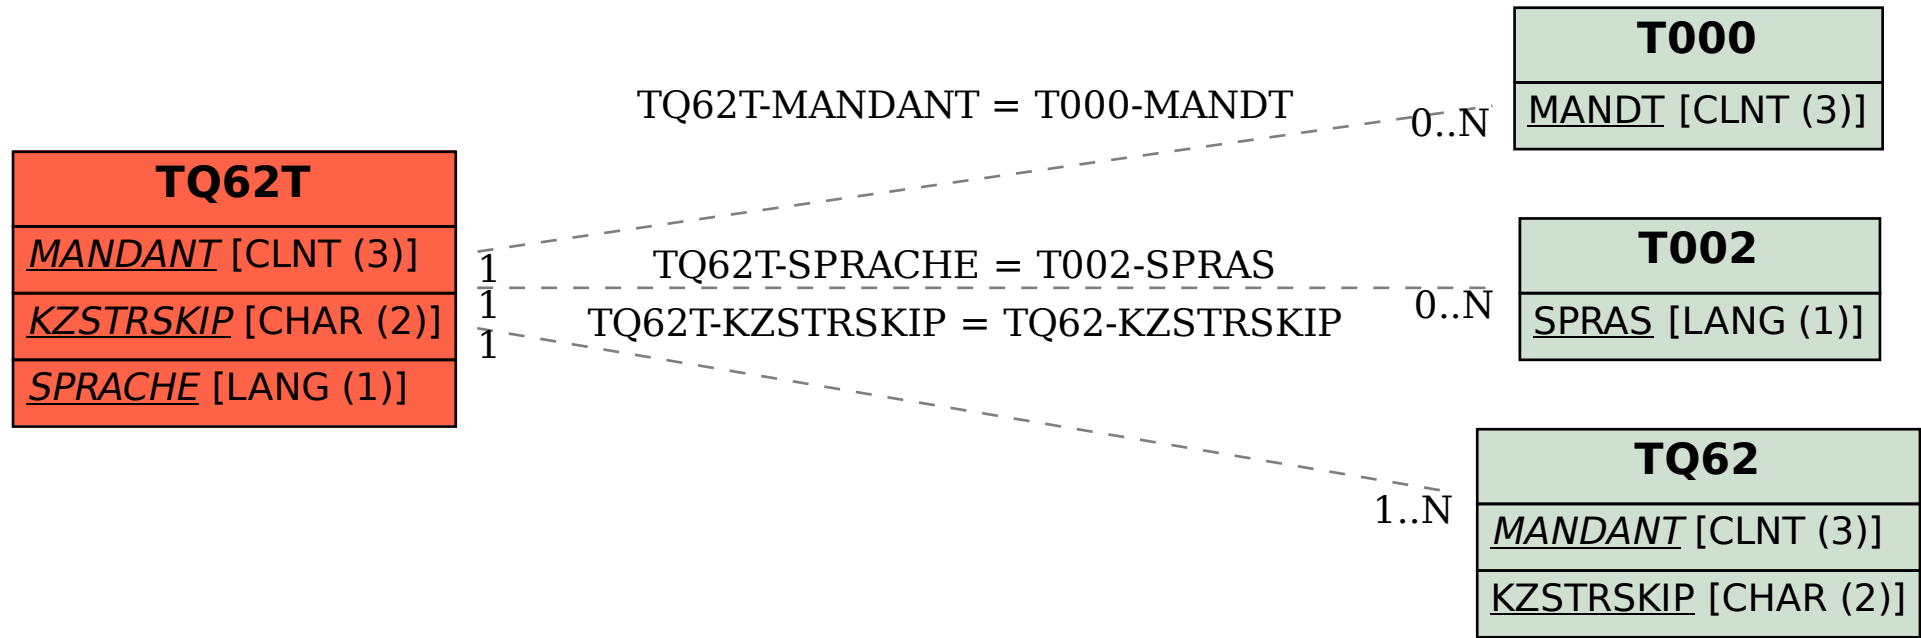 TQ62T
MANDANT [CLNT (3)]
KZSTRSKIP [CHAR (2)]
SPRACHE [LANG (1)]
TQ62T-MANDANT = T000-MANDT
0..N
1
TQ62T-SPRACHE = T002-SPRAS
0..N
1
TQ62T-KZSTRSKIP = TQ62-KZSTRSKIP
1..N
1
T000
MANDT [CLNT (3)]
T002
SPRAS [LANG (1)]
TQ62
MANDANT [CLNT (3)]
KZSTRSKIP [CHAR (2)]